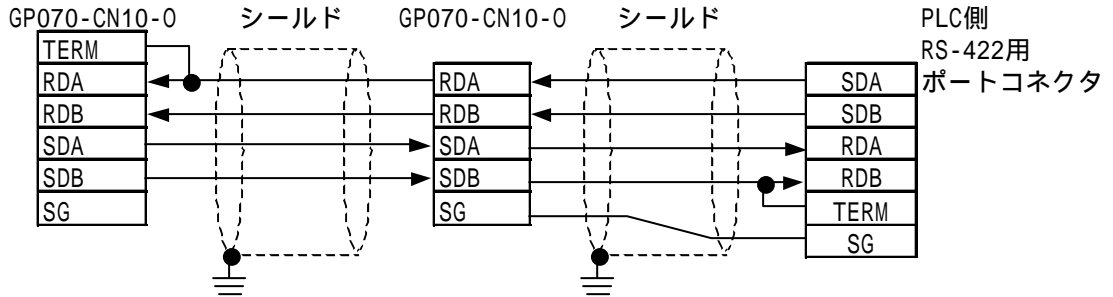 GP070-CN10-0 シールド GP070-CN10-0 シールド PLC側
RS-422用
ポートコネクタ
TERM
RDA
RDB
SDA
SDB
SG
RDA
RDB
SDA
SDB
SG
SDA
SDB
RDA
RDB
TERM
SG